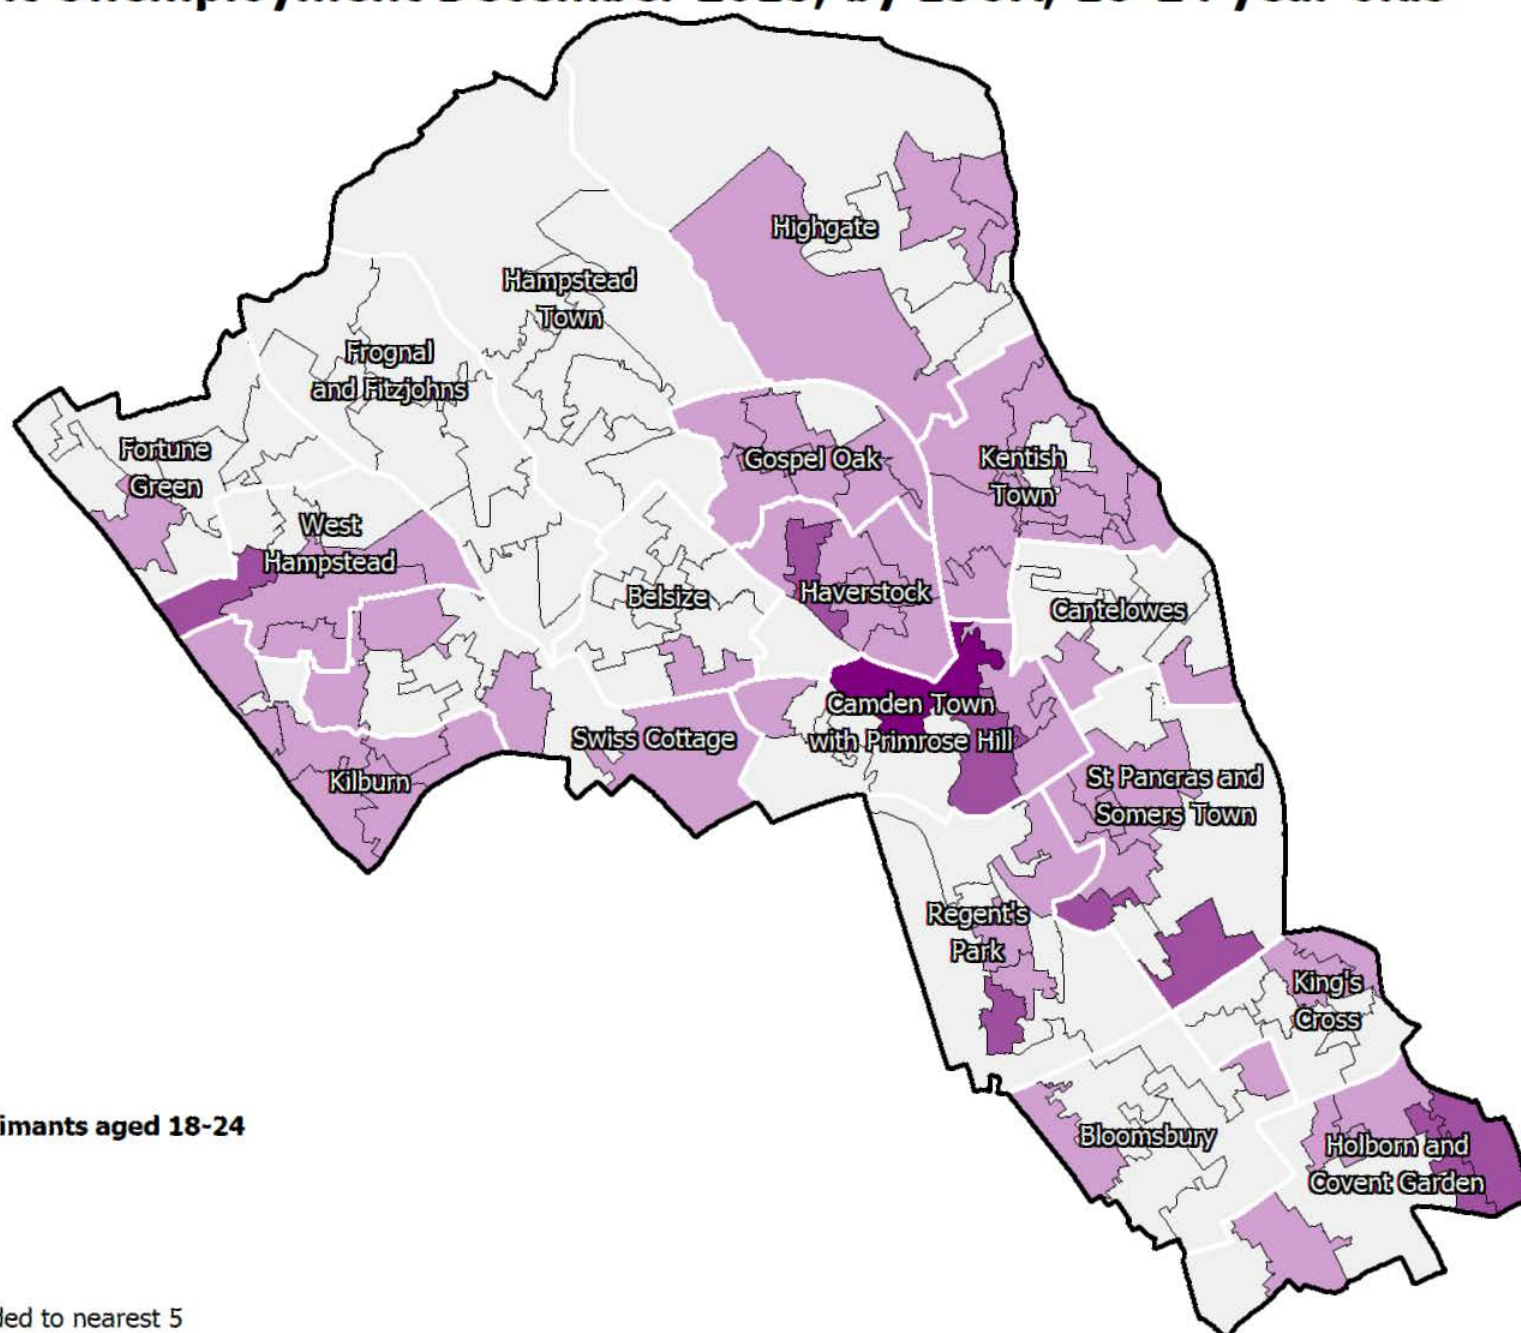 Highgate
Hampstead
Town
Frognal
and Fitzjohns
Fortune
Green
Gospel Oak
Kentish
Town
West
Hampstead
Belsize
Haverstock
Cantelowes
Camden Town
with Primrose Hill
Swiss Cottage
Kilburn
St Pancras and
Somers Town
Regent's
Park
King's
Cross
imants aged 18-24
Bloomsbury
Holborn and
Covent Garden
ded to nearest 5